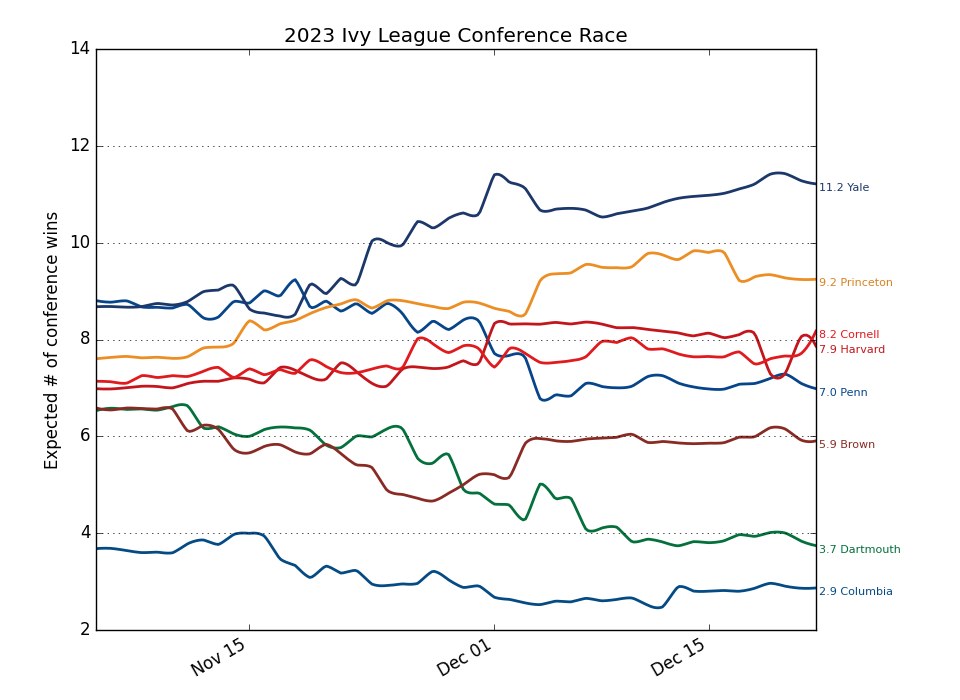 2023 Ivy League Conference Race
Expected # of conference wins
14
12
10
8
6
4
2
Nov 15
Dec 01
Dec 15
11.2 Yale
9.2 Princeton
8.2 Cornell
7.9 Harvard
7.0 Penn
5.9 Brown
3.7 Dartmouth
2.9 Columbia